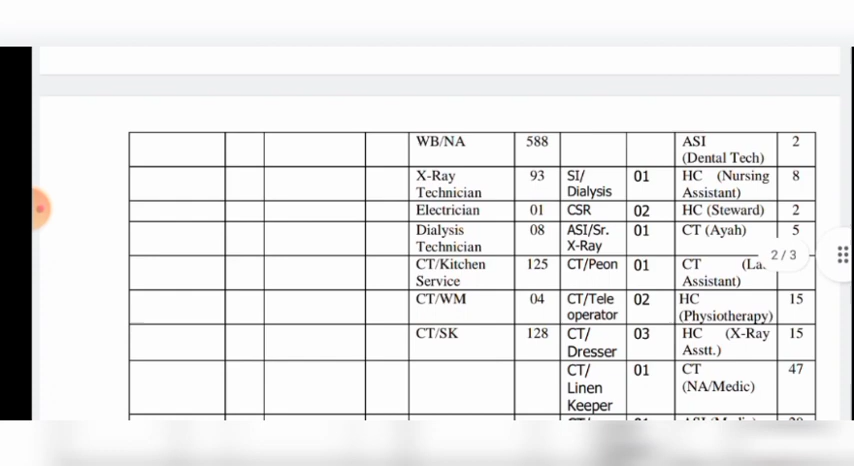 WB/NA 588 ASI 2
(Dental Tech)
X-Ray 93 SI/ 01 HC (Nursing 8
Technician Dialysis Assistant)
Electrician 01 CSR 02 HC (Steward) 2
Dialysis 08 ASI/Sr. 01 CT (Ayah) 5
Technician X-Ray
2 / 3
CT/Kitchen 125 CT/Peon 01 CT
Service Assistant)
CT/WM 04 CT/Tele 02 HC 15
operator (Physiotherapy)
CT/SK 128 CT/ 03 HC (X-Ray 15
Dresser Asstt.)
CT/ 01 CT 47
Linen (NA/Medic)
Keeper